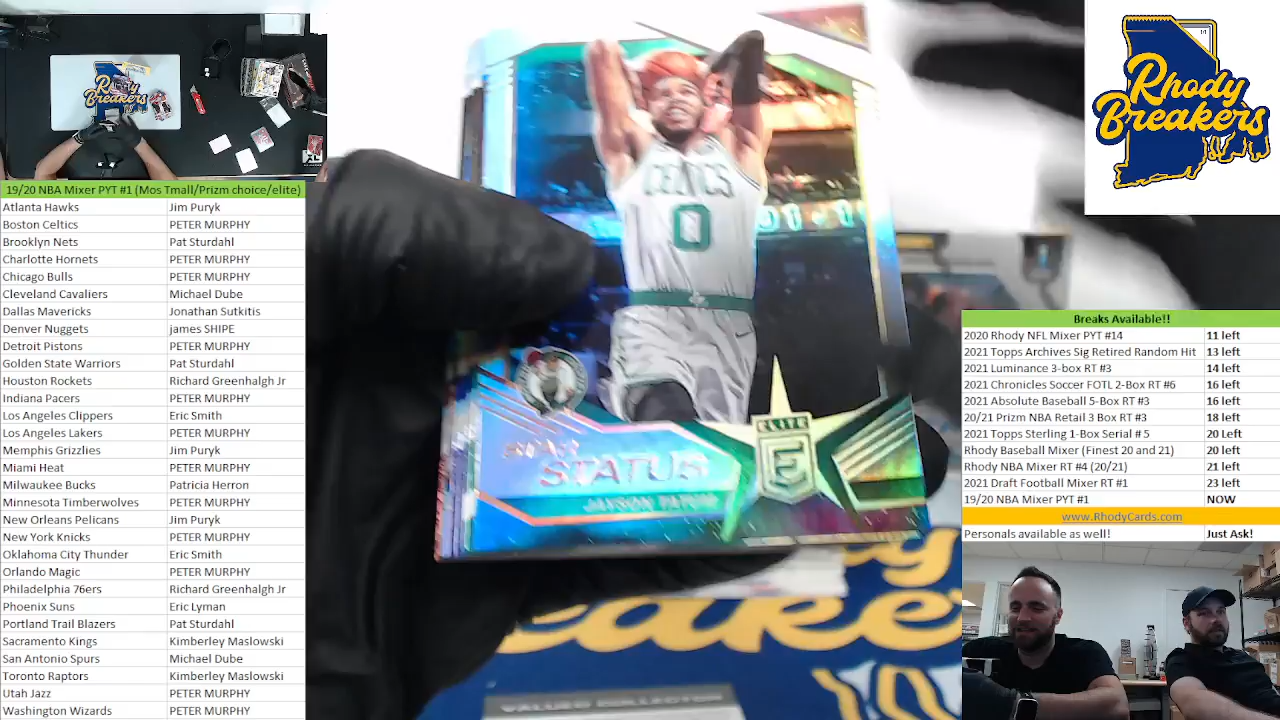 19/20 NBA Mixer PYT #1 (Mos Tmall/Prizm choice/elite)
Atlanta Hawks Jim Puryk
Boston Celtics PETER MURPHY
Brooklyn Nets Pat Sturdahl
Charlotte Hornets PETER MURPHY
Chicago Bulls PETER MURPHY
Cleveland Cavaliers Michael Dube
Dallas Mavericks Jonathan Sutkitis
Denver Nuggets james SHIPE
Detroit Pistons PETER MURPHY
Golden State Warriors Pat Sturdahl
Houston Rockets Richard Greenhalgh Jr
Indiana Pacers PETER MURPHY
Los Angeles Clippers Eric Smith
Los Angeles Lakers PETER MURPHY
Memphis Grizzlies Jim Puryk
Miami Heat PETER MURPHY
Milwaukee Bucks Patricia Herron
Minnesota Timberwolves PETER MURPHY
New Orleans Pelicans Jim Puryk
New York Knicks PETER MURPHY
Oklahoma City Thunder Eric Smith
Orlando Magic PETER MURPHY
Philadelphia 76ers Richard Greenhalgh Jr
Phoenix Suns Eric Lyman
Portland Trail Blazers Pat Sturdahl
Sacramento Kings Kimberley Maslowski
San Antonio Spurs Michael Dube
Toronto Raptors Kimberley Maslowski
Utah Jazz PETER MURPHY
Washington Wizards PETER MURPHY
Rhody
Breakers
CELTICS
0
STATUS
JAYSON TATUM
ELITE
E
VALUED COLLECTOR
Rhody
Breakers
Breaks Available!!
2020 Rhody NFL Mixer PYT #14 11 left
2021 Topps Archives Sig Retired Random Hit 13 left
2021 Luminance 3-box RT #3 14 left
2021 Chronicles Soccer FOTL 2-Box RT #6 16 left
2021 Absolute Baseball 5-Box RT #3 16 left
20/21 Prizm NBA Retail 3 Box RT #3 18 left
2021 Topps Sterling 1-Box Serial # 5 20 Left
Rhody Baseball Mixer (Finest 20 and 21) 20 left
Rhody NBA Mixer RT #4 (20/21) 21 left
2021 Draft Football Mixer RT #1 23 left
19/20 NBA Mixer PYT #1 NOW
www.RhodyCards.com
Personals available as well! Just Ask!